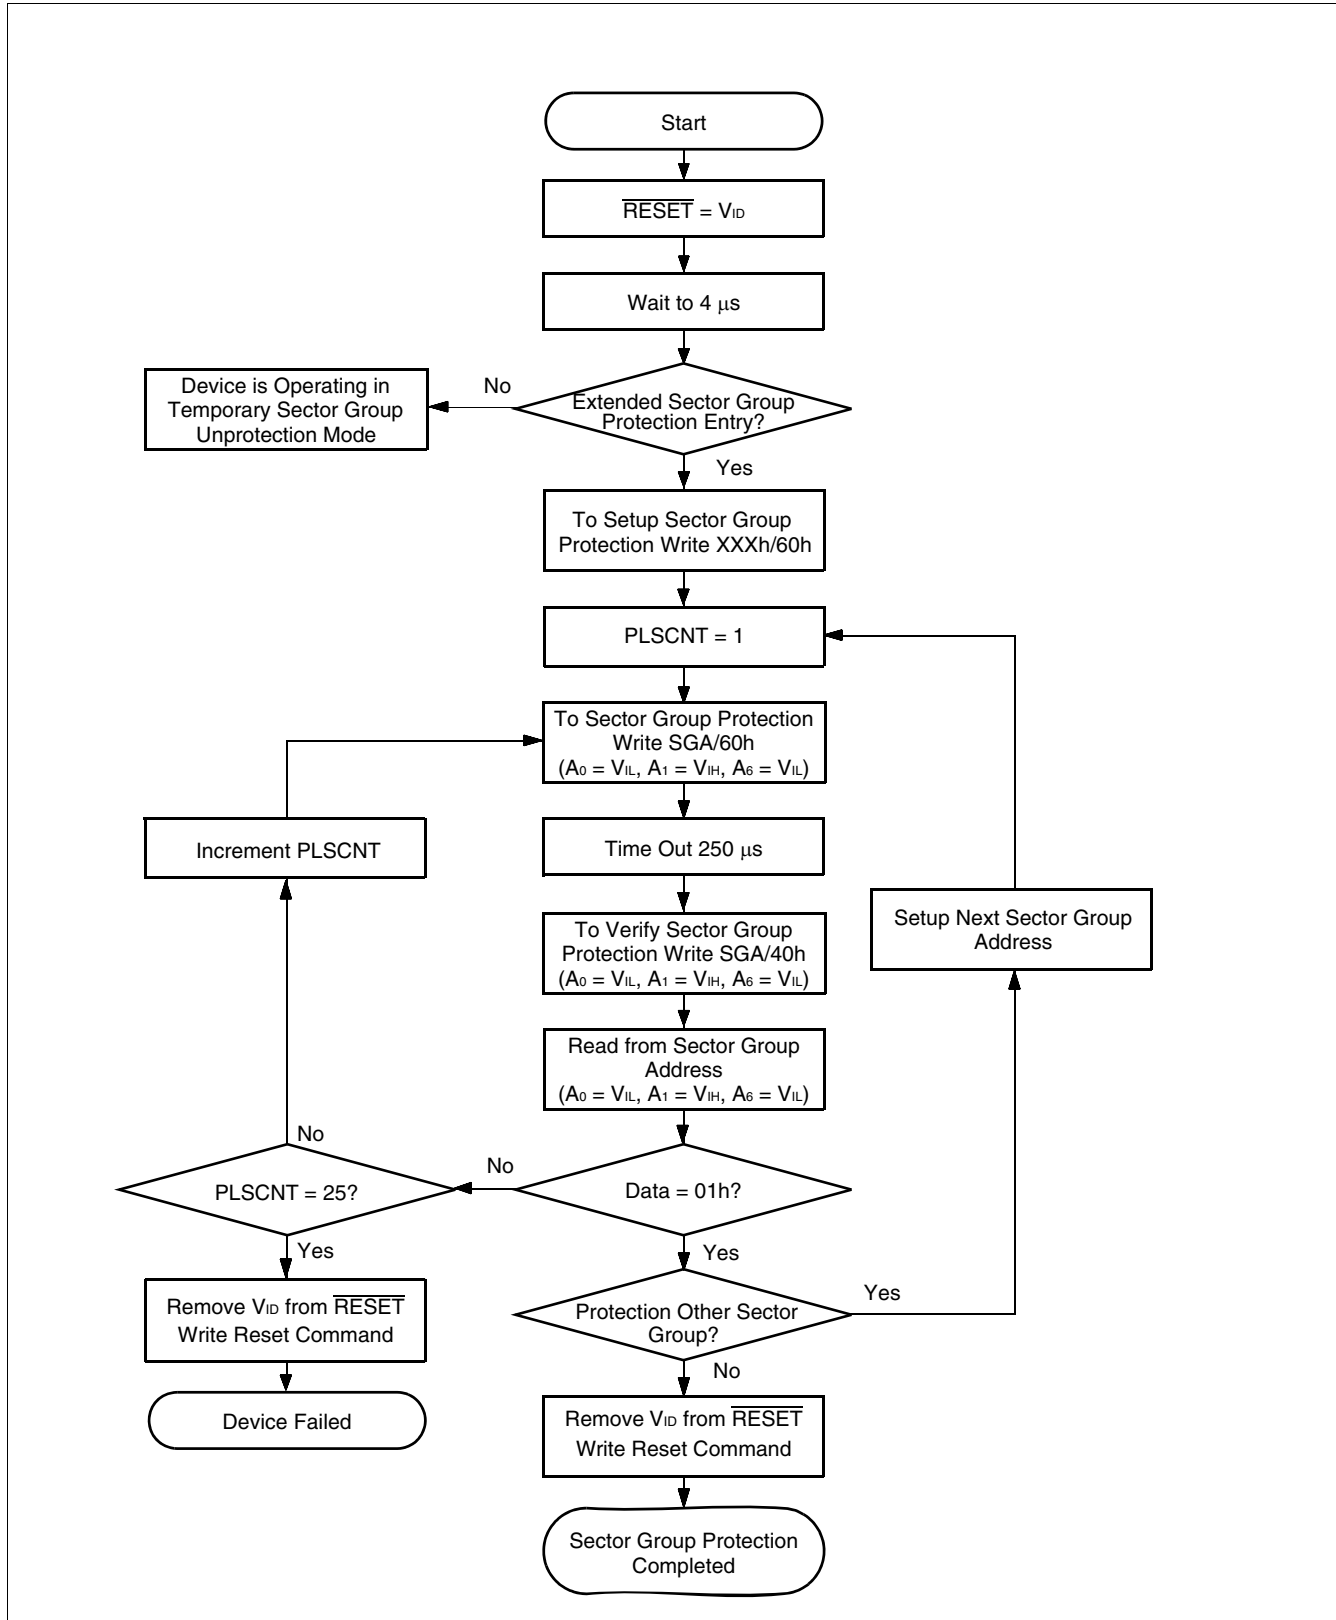 Start
RESET = VID
Wait to 4 μs
No
Device is Operating in
Temporary Sector Group
Unprotection Mode
Extended Sector Group
Protection Entry?
Yes
To Setup Sector Group
Protection Write XXXh/60h
PLSCNT = 1
To Sector Group Protection
Write SGA/60h
(A0 = VIL, A1 = VIH, A6 = VIL)
Increment PLSCNT
Time Out 250 μs
Setup Next Sector Group
Address
To Verify Sector Group
Protection Write SGA/40h
(A0 = VIL, A1 = VIH, A6 = VIL)
Read from Sector Group
Address
(A0 = VIL, A1 = VIH, A6 = VIL)
No
No
PLSCNT = 25?
Data = 01h?
Yes
Yes
Remove VID from RESET
Write Reset Command
Protection Other Sector
Group?
Yes
No
Device Failed
Remove VID from RESET
Write Reset Command
Sector Group Protection
Completed